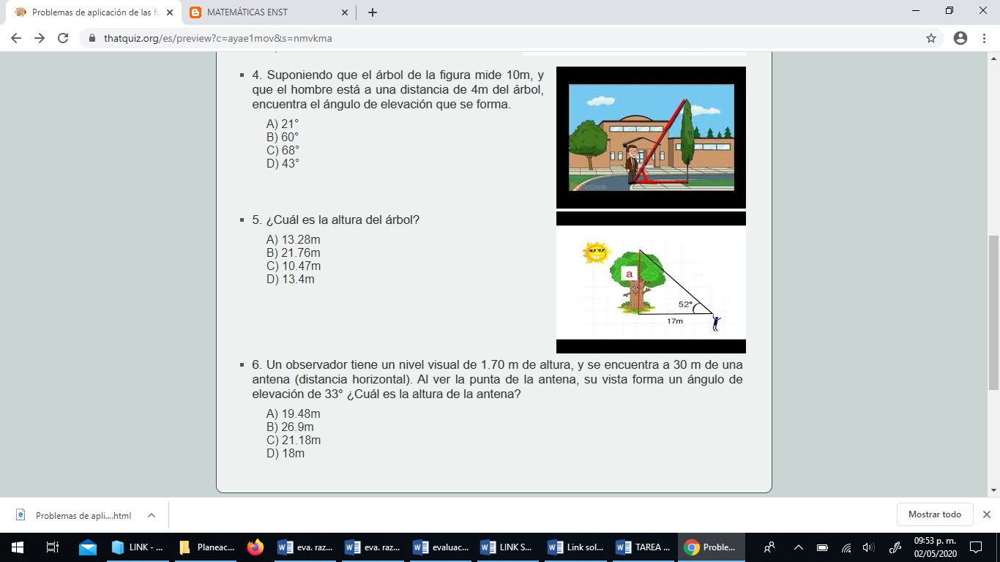 Problemas de aplicación de las fu
MATEMÁTICAS ENST
thatquiz.org/es/preview?c=ayae1mov&s=nmvkma
4. Suponiendo que el árbol de la figura mide 10m, y
que el hombre está a una distancia de 4m del árbol,
encuentra el ángulo de elevación que se forma.
A) 21°
B) 60°
C) 68°
D) 43°
5. ¿Cuál es la altura del árbol?
A) 13.28m
B) 21.76m
C) 10.47m
D) 13.4m
a
52°
17m
6. Un observador tiene un nivel visual de 1.70 m de altura, y se encuentra a 30 m de una
antena (distancia horizontal). Al ver la punta de la antena, su vista forma un ángulo de
elevación de 33° ¿Cuál es la altura de la antena?
A) 19.48m
B) 26.9m
C) 21.18m
D) 18m
Problemas de apli....html
Mostrar todo
LINK - ...
Planeac...
eva. raz...
eva. raz...
evaluac...
LINK S...
Link sol...
TAREA ...
Proble...
09:53 p. m.
02/05/2020